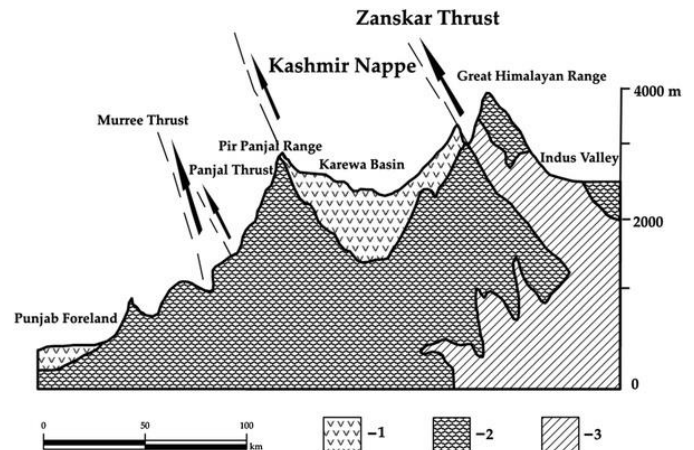 Zanskar Thrust
Kashmir Nappe
Great Himalayan Range
4000 m
Murree Thrust
Pir Panjal Range
Karewa Basin
Indus Valley
Panjal Thrust
2000
Punjab Foreland
0
0 50 100
km
-1
-2
-3